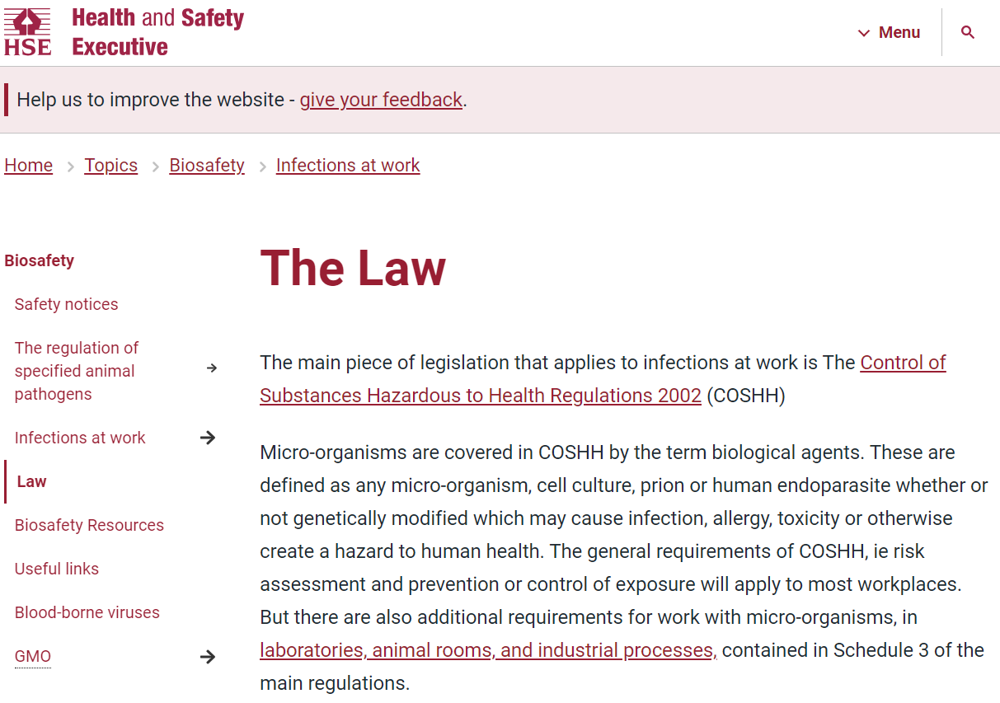 HSE
Health and Safety
Executive
Menu
Help us to improve the website - give your feedback.
Home > Topics > Biosafety > Infections at work
Biosafety
Safety notices
The regulation of
specified animal
pathogens
Infections at work
Law
Biosafety Resources
Useful links
Blood-borne viruses
GMO
The Law
The main piece of legislation that applies to infections at work is The Control of
Substances Hazardous to Health Regulations 2002 (COSHH)
Micro-organisms are covered in COSHH by the term biological agents. These are
defined as any micro-organism, cell culture, prion or human endoparasite whether or
not genetically modified which may cause infection, allergy, toxicity or otherwise
create a hazard to human health. The general requirements of COSHH, ie risk
assessment and prevention or control of exposure will apply to most workplaces.
But there are also additional requirements for work with micro-organisms, in
laboratories, animal rooms, and industrial processes, contained in Schedule 3 of the
main regulations.